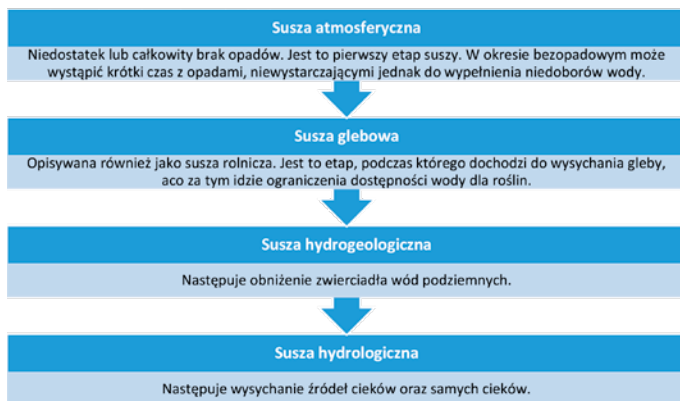 Susza atmosferyczna
Niedostatek lub całkowity brak opadów. Jest to pierwszy etap suszy. W okresie bezopadowym może
wystąpić krótki czas z opadami, niewystarczającymi jednak do wypełnienia niedoborów wody.
Susza glebowa
Opisywana również jako susza rolnicza. Jest to etap, podczas którego dochodzi do wysychania gleby,
aco za tym idzie ograniczenia dostępności wody dla roślin.
Susza hydrogeologiczna
Następuje obniżenie zwierciadła wód podziemnych.
Susza hydrologiczna
Następuje wysychanie źródeł cieków oraz samych cieków.